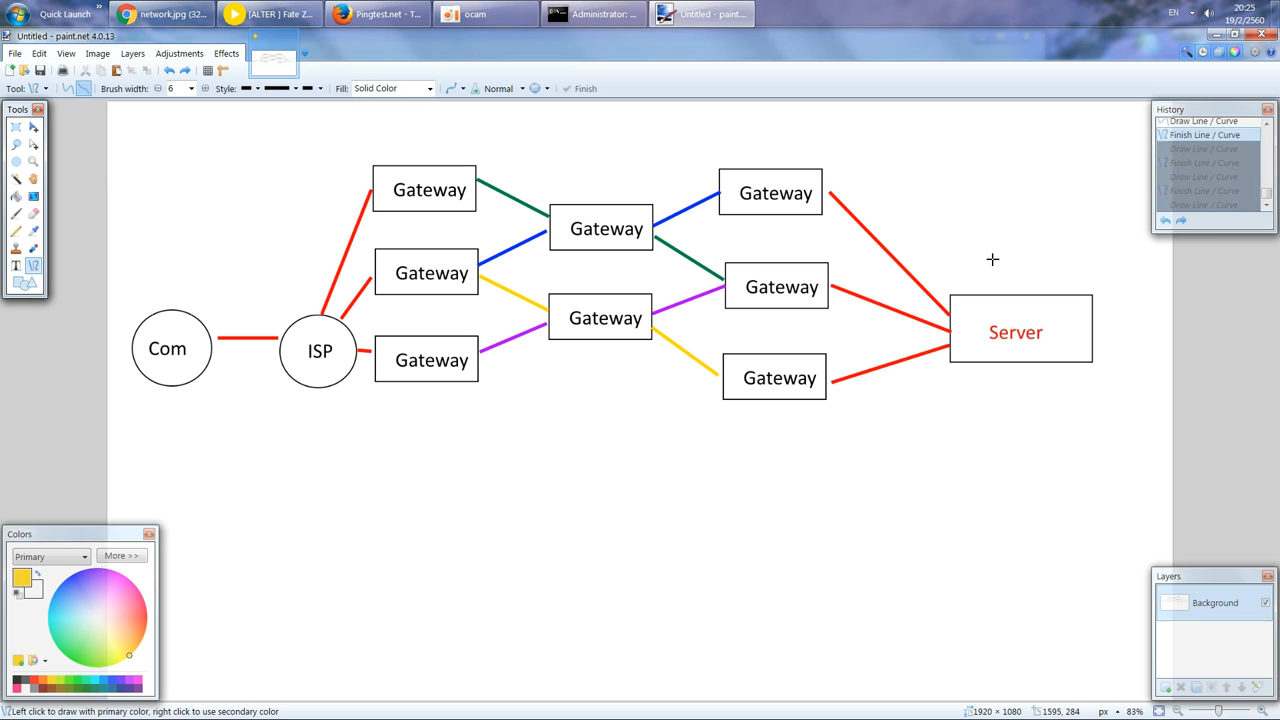 Quick Launch
network.jpg (32...
[ALTER ] Fate Z...
Pingtest.net - T...
ocam
Administrator: ...
Untitled - paint....
EN
20:25
19/2/2560
Untitled - paint.net 4.0.13
File Edit View Image Layers Adjustments Effects
Tool: Brush width: 6 Style: Fill: Solid Color Normal Finish
Tools
History
Draw Line / Curve
Finish Line / Curve
Draw Line / Curve
Finish Line / Curve
Draw Line / Curve
Finish Line / Curve
Draw Line / Curve
Gateway
Gateway
Gateway
Gateway
Gateway
Gateway
Gateway
Gateway
Com
ISP
Server
Colors
Primary
More >>
Layers
Background
Left click to draw with primary color, right click to use secondary color
1920 × 1080
1595, 284
px
83%